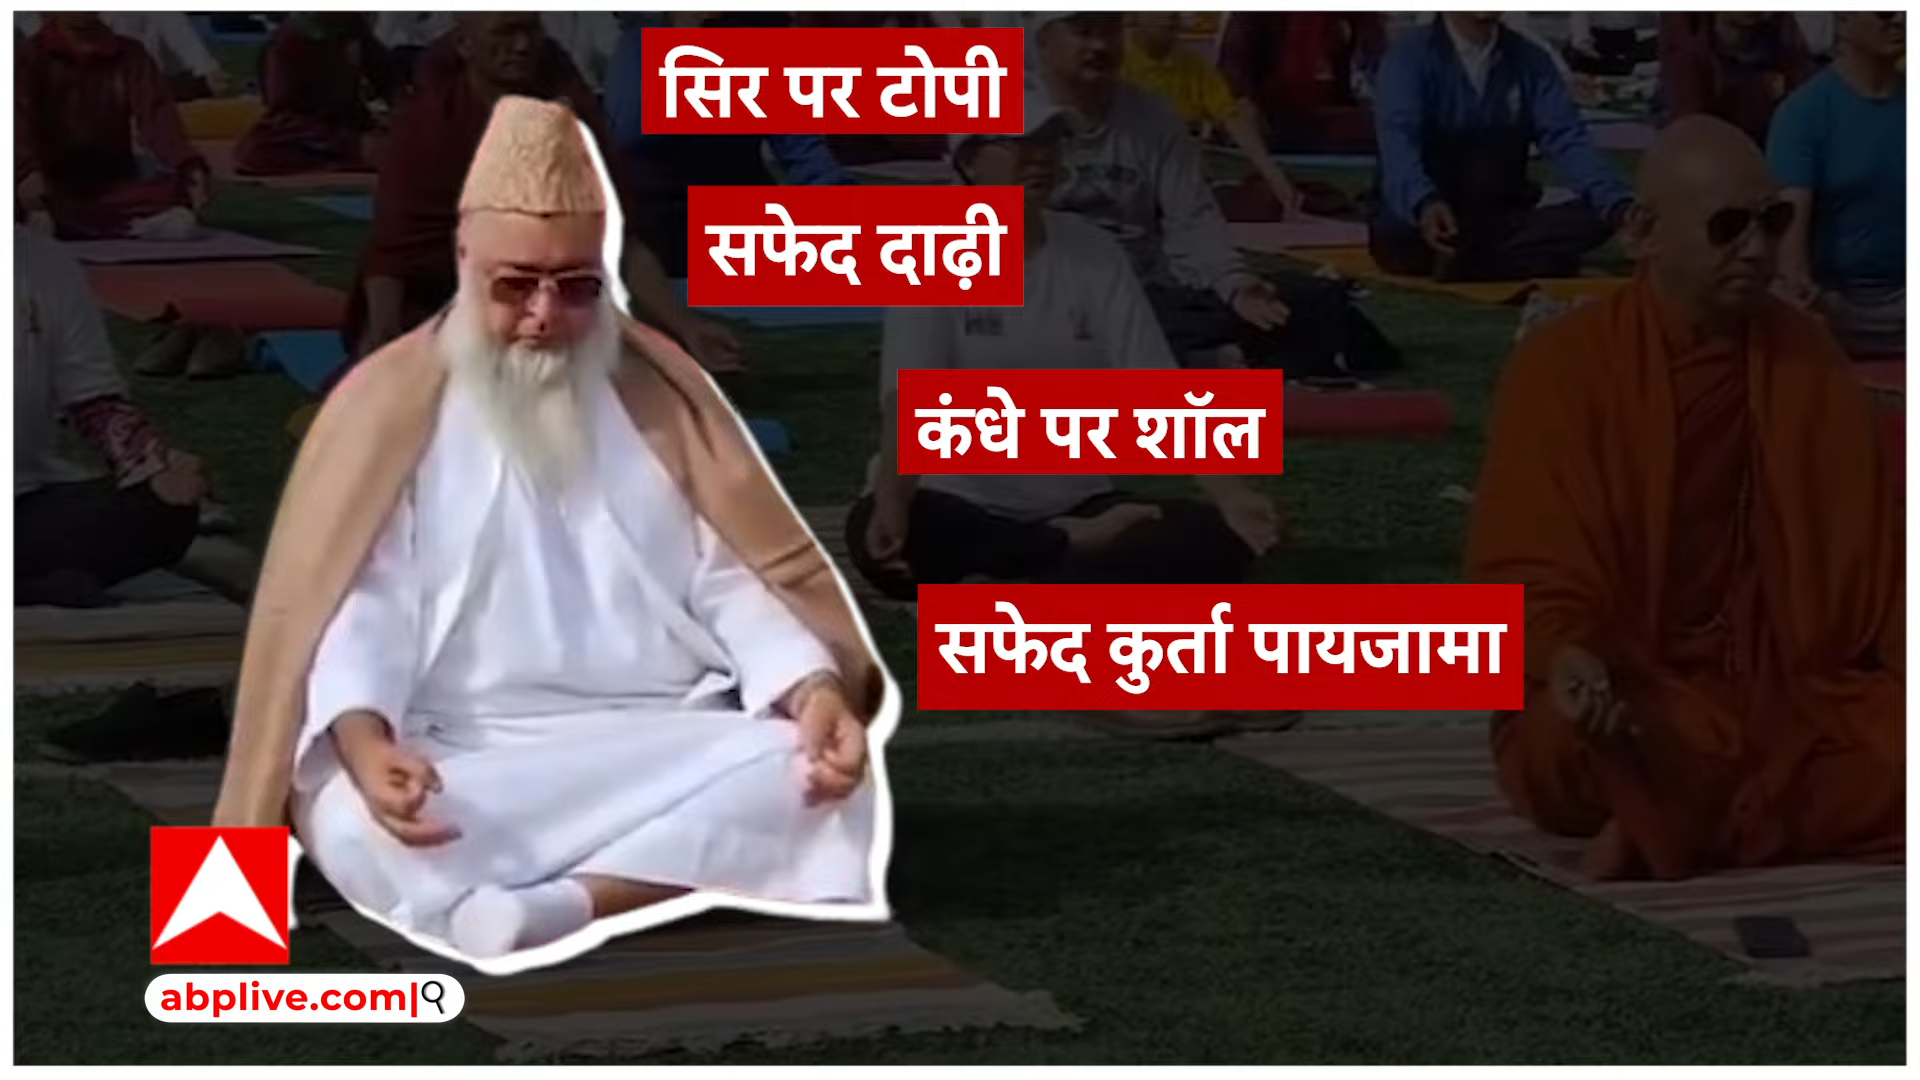 सिर पर टोपी
सफेद दाढ़ी
कंधे पर शॉल
सफेद कुर्ता पायजामा
abplive.com